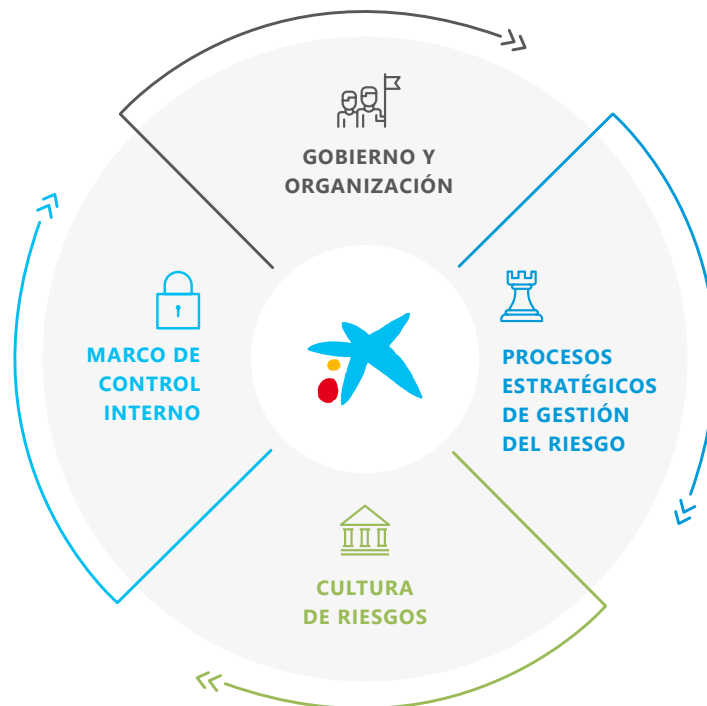 GOBIERNO Y
ORGANIZACIÓN
PROCESOS
ESTRATÉGICOS
DE GESTIÓN
DEL RIESGO
CULTURA
DE RIESGOS
MARCO DE
CONTROL
INTERNO